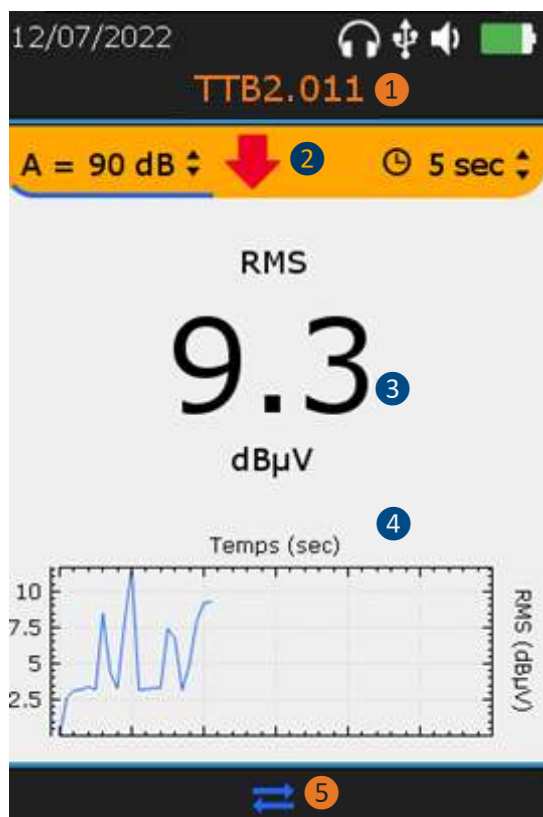 12/07/2022
TTB2.011 1
A = 90 dB 2 5 sec
RMS
9.3 3
dBµV
4
Temps (sec)
10
7.5
5
2.5
RMS (dBµV)
5